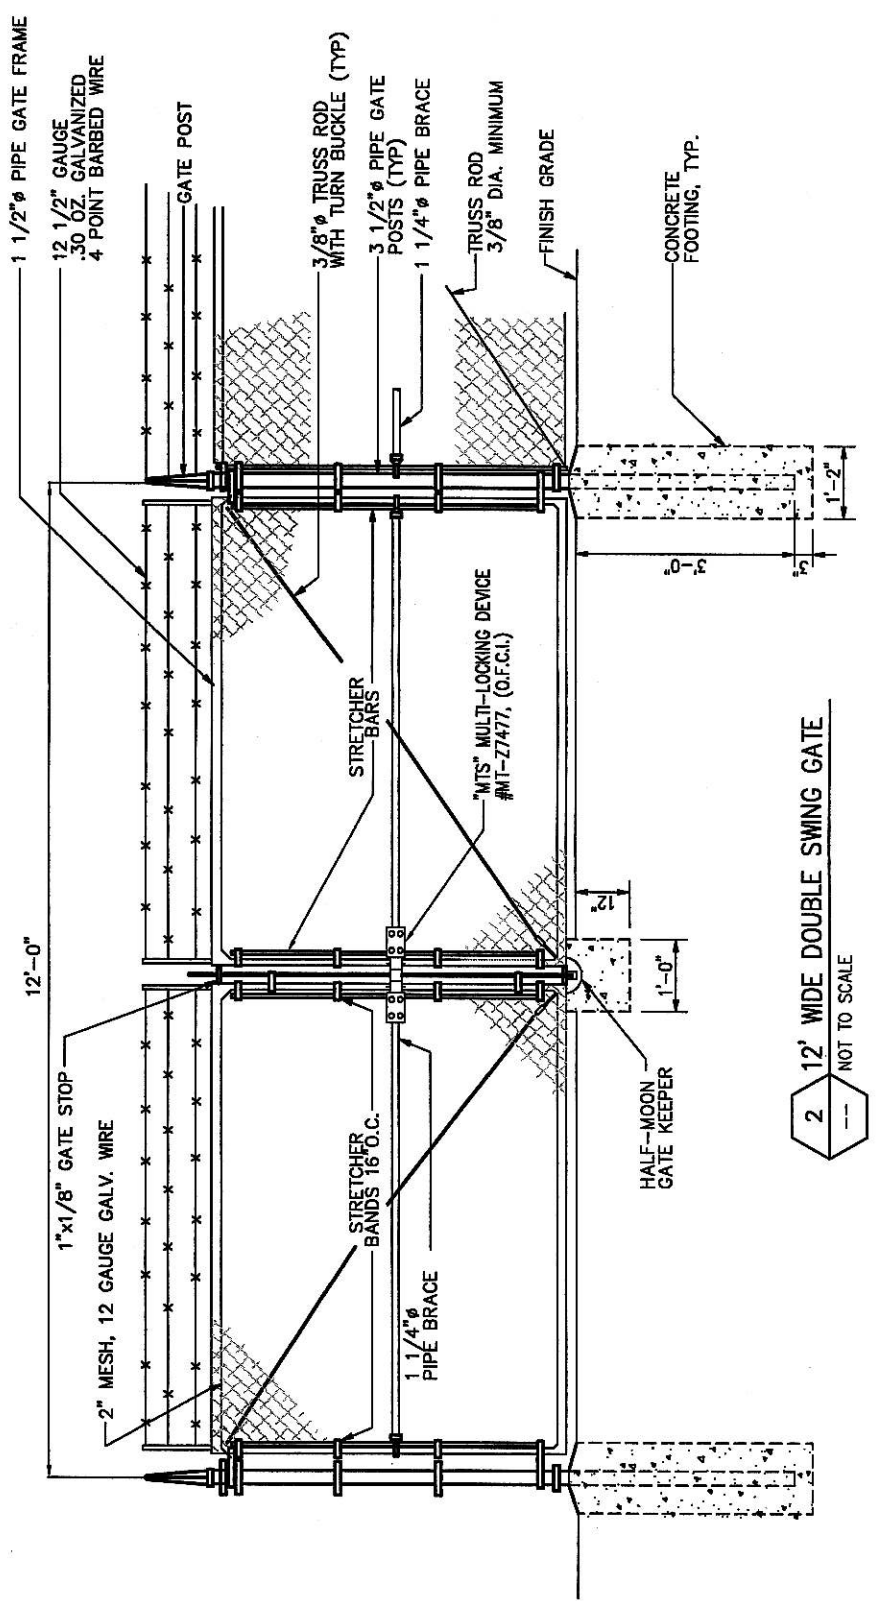 12'-0"
1 1/2"ø PIPE GATE FRAME
12 1/2" GAUGE
.30 OZ. GALVANIZED
4 POINT BARBED WIRE
GATE POST
1"x1/8" GATE STOP
2" MESH, 12 GAUGE GALV. WIRE
3/8"ø TRUSS ROD
WITH TURN BUCKLE (TYP)
3 1/2"ø PIPE GATE
POSTS (TYP)
1 1/4"ø PIPE BRACE
TRUSS ROD
3/8" DIA. MINIMUM
FINISH GRADE
CONCRETE
FOOTING, TYP.
STRETCHER
BANDS 16"O.C.
STRETCHER
BARS
1 1/4"ø
PIPE BRACE
"MTS" MULTI-LOCKING DEVICE
#MT-Z7477, (O.F.C.I.)
HALF-MOON
GATE KEEPER
12"
1'-0"
3'-0"
3"
1'-2"
2
--
12' WIDE DOUBLE SWING GATE
NOT TO SCALE